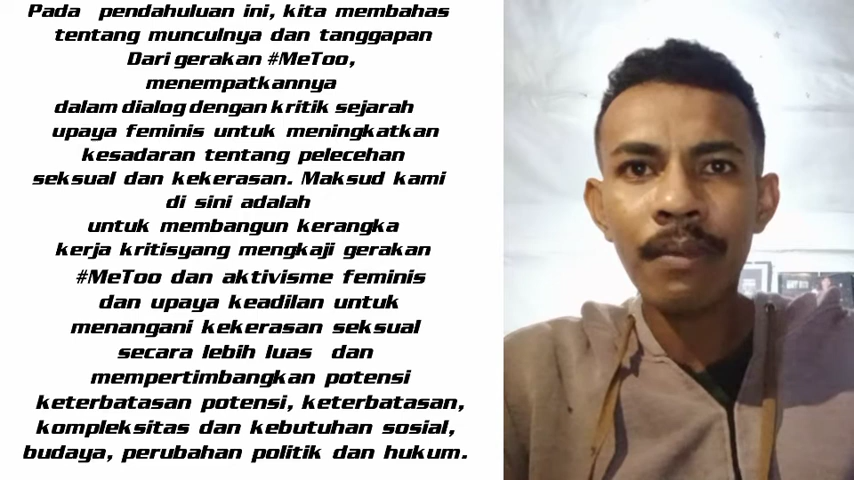 Pada pendahuluan ini, kita membahas
tentang munculnya dan tanggapan
Dari gerakan #MeToo,
menempatkannya
dalam dialog dengan kritik sejarah
upaya feminis untuk meningkatkan
kesadaran tentang pelecehan
seksual dan kekerasan. Maksud kami
di sini adalah
untuk membangun kerangka
kerja kritisyang mengkaji gerakan
#MeToo dan aktivisme feminis
dan upaya keadilan untuk
menangani kekerasan seksual
secara lebih luas dan
mempertimbangkan potensi
keterbatasan potensi, keterbatasan,
kompleksitas dan kebutuhan sosial,
budaya, perubahan politik dan hukum.